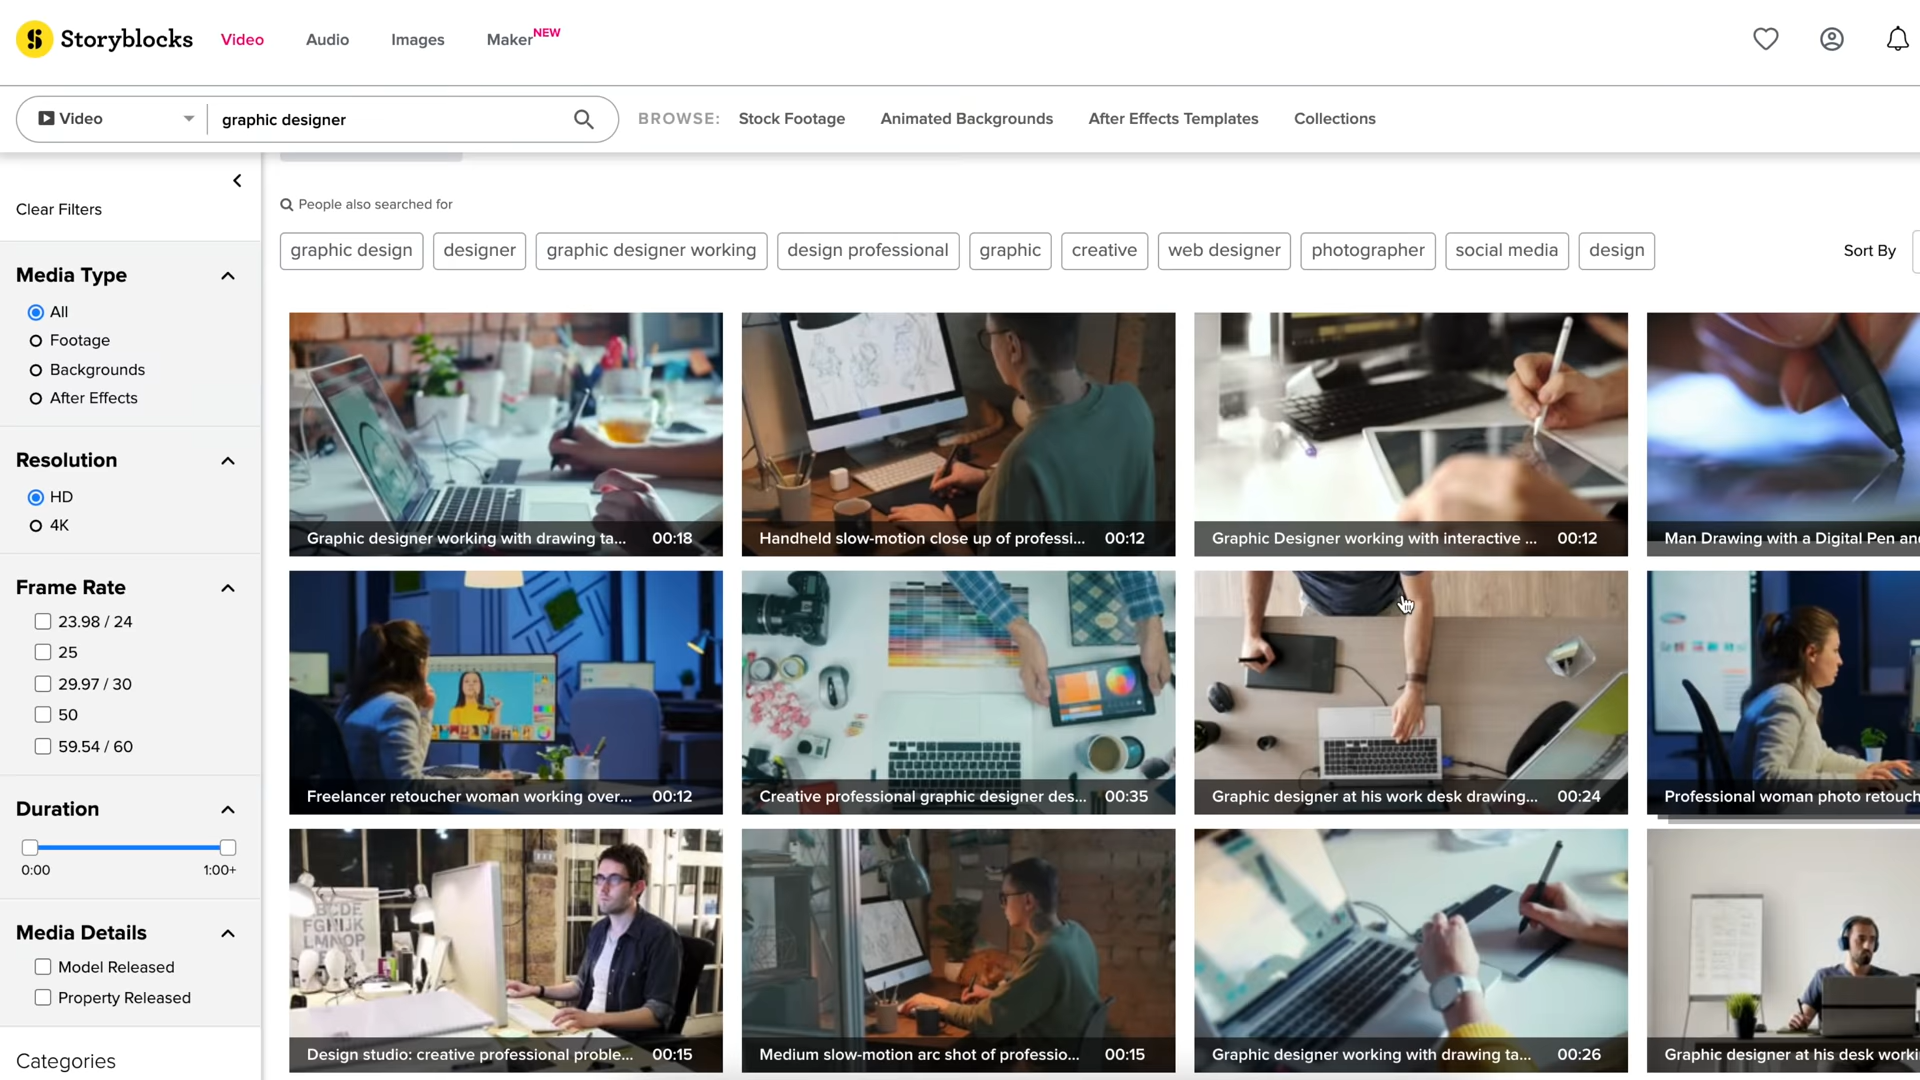 Storyblocks Video Audio Images Maker NEW
Video graphic designer BROWSE: Stock Footage Animated Backgrounds After Effects Templates Collections
Clear Filters
People also searched for
graphic design designer graphic designer working design professional graphic creative web designer photographer social media design Sort By
Media Type
All
Footage
Backgrounds
After Effects
Resolution
HD
4K
Frame Rate
23.98 / 24
25
29.97 / 30
50
59.54 / 60
Duration
0:00 1:00+
Media Details
Model Released
Property Released
Categories
Graphic designer working with drawing ta... 00:18
Handheld slow-motion close up of professi... 00:12
Graphic Designer working with interactive ... 00:12
Man Drawing with a Digital Pen an
Freelancer retoucher woman working over... 00:12
Creative professional graphic designer des... 00:35
Graphic designer at his work desk drawing... 00:24
Professional woman photo retouch
Design studio: creative professional proble... 00:15
Medium slow-motion arc shot of professio... 00:15
Graphic designer working with drawing ta... 00:26
Graphic designer at his desk worki